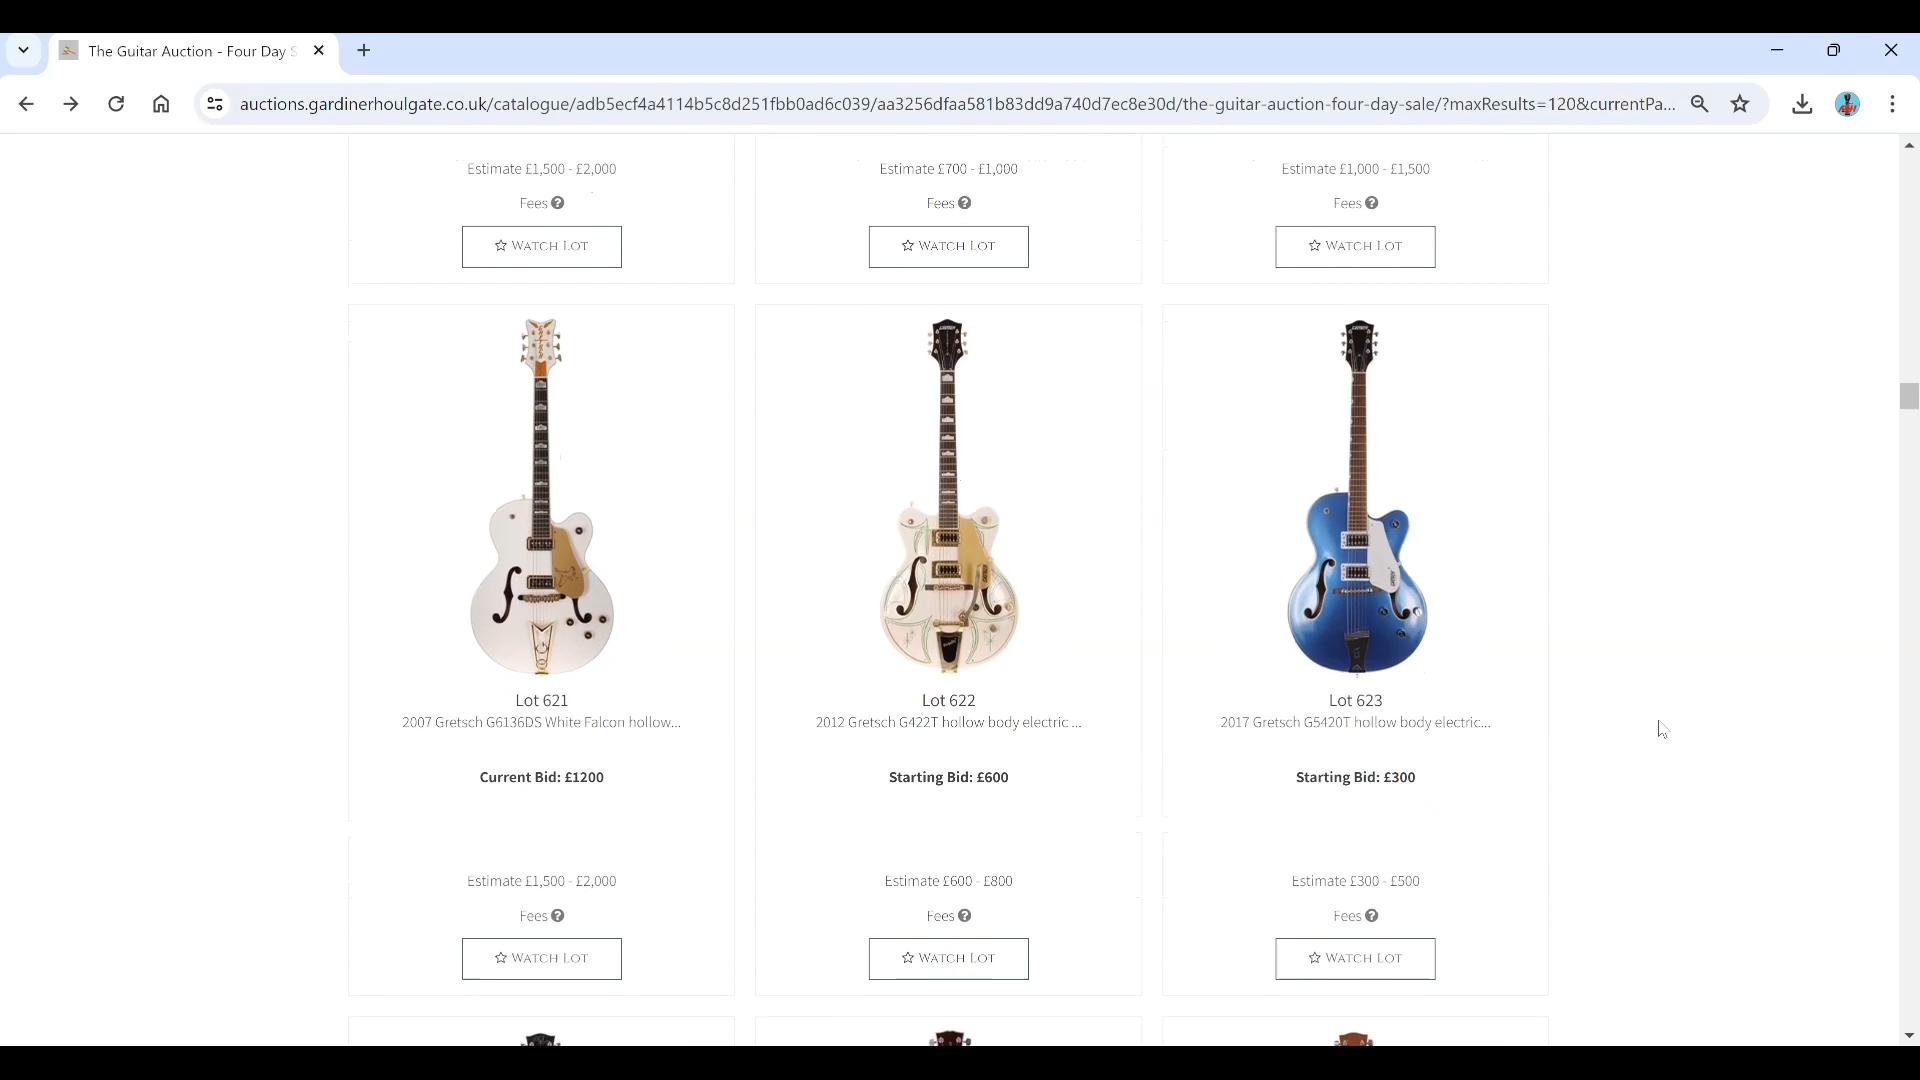 The Guitar Auction - Four Day S
auctions.gardinerhoulgate.co.uk/catalogue/adb5ecf4a4114b5c8d251fbb0ad6c039/aa3256dfaa581b83dd9a740d7ec8e30d/the-guitar-auction-four-day-sale/?maxResults=120&currentPa...
Estimate £1,500 - £2,000 Estimate £700 - £1,000 Estimate £1,000 - £1,500
Fees Fees Fees
WATCH LOT WATCH LOT WATCH LOT
Lot 621 Lot 622 Lot 623
2007 Gretsch G6136DS White Falcon hollow... 2012 Gretsch G422T hollow body electric ... 2017 Gretsch G5420T hollow body electric...
Current Bid: £1200 Starting Bid: £600 Starting Bid: £300
Estimate £1,500 - £2,000 Estimate £600 - £800 Estimate £300 - £500
Fees Fees Fees
WATCH LOT WATCH LOT WATCH LOT